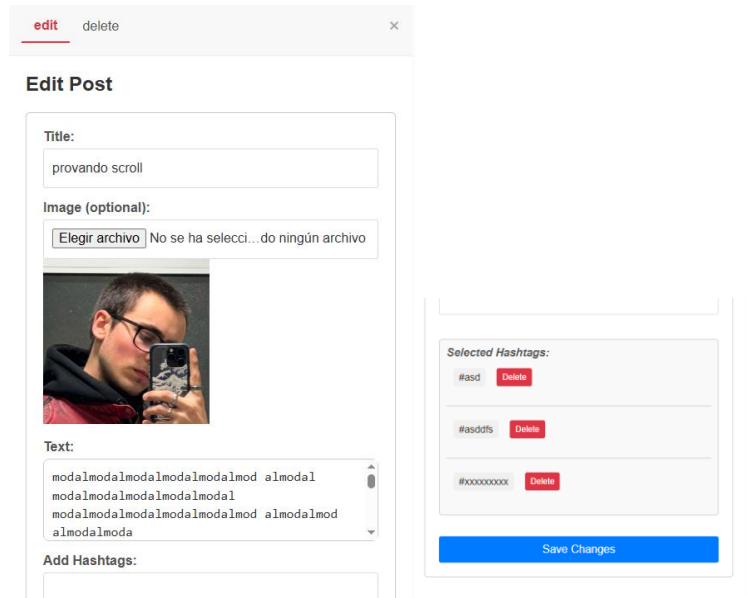 edit delete ×
Edit Post
Title:
provando scroll
Image (optional):
Elegir archivo No se ha selecci...do ningún archivo
Text:
modalmodalmodalmodalmodalmod almodal
modalmodalmodalmodalmodal
modalmodalmodalmodalmodalmod almodalmod
almodalmoda
Add Hashtags:
Selected Hashtags:
#asd Delete
#asddfs Delete
#xxxxxxxxx Delete
Save Changes